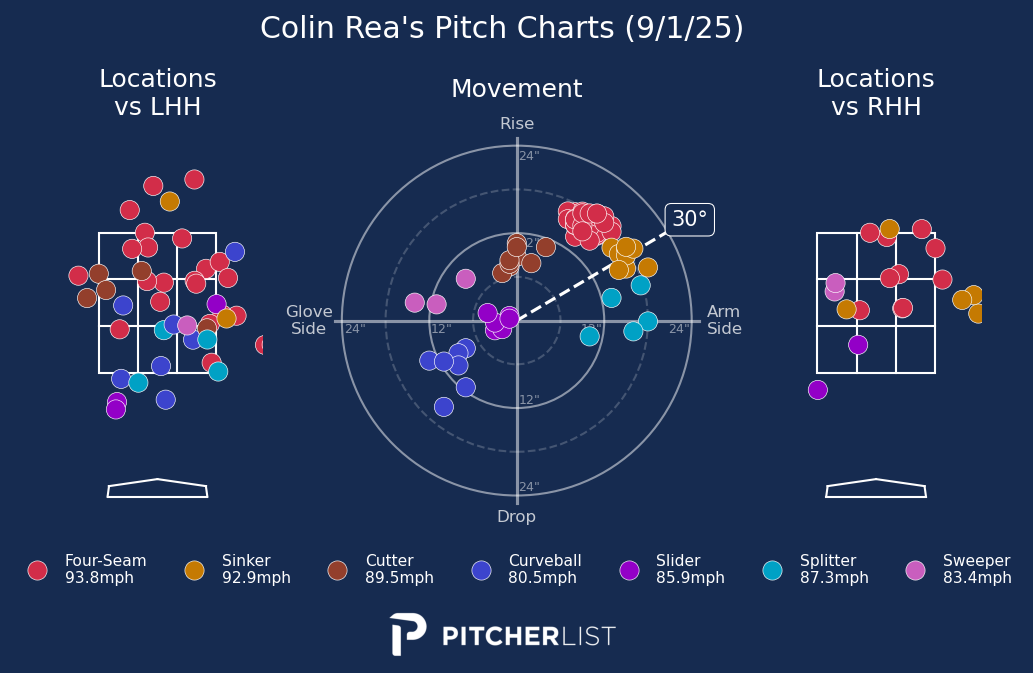 Colin Rea's Pitch Charts (9/1/25)
Locations
vs LHH
Movement
Locations
vs RHH
Rise
24"
30°
12"
Glove
Side
24"
12"
12"
24"
Arm
Side
12"
24"
Drop
Four-Seam
93.8mph
Sinker
92.9mph
Cutter
89.5mph
Curveball
80.5mph
Slider
85.9mph
Splitter
87.3mph
Sweeper
83.4mph
PITCHERLIST